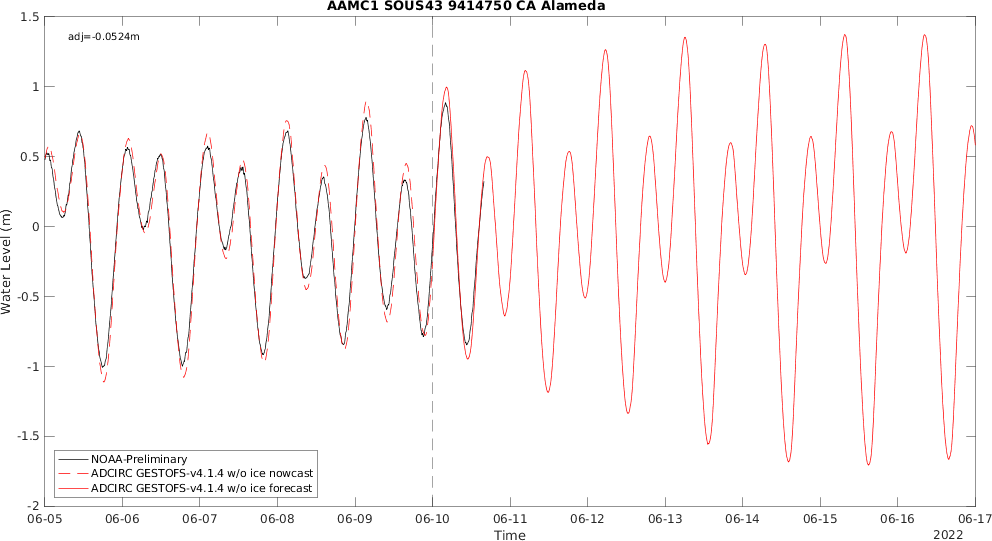 AAMC1 SOUS43 9414750 CA Alameda
adj=-0.0524m
1.5
1
0.5
0
-0.5
-1
-1.5
-2
Water Level (m)
NOAA-Preliminary
ADCIRC GESTOFS-v4.1.4 w/o ice nowcast
ADCIRC GESTOFS-v4.1.4 w/o ice forecast
06-05 06-06 06-07 06-08 06-09 06-10 06-11 06-12 06-13 06-14 06-15 06-16 06-17
Time
2022